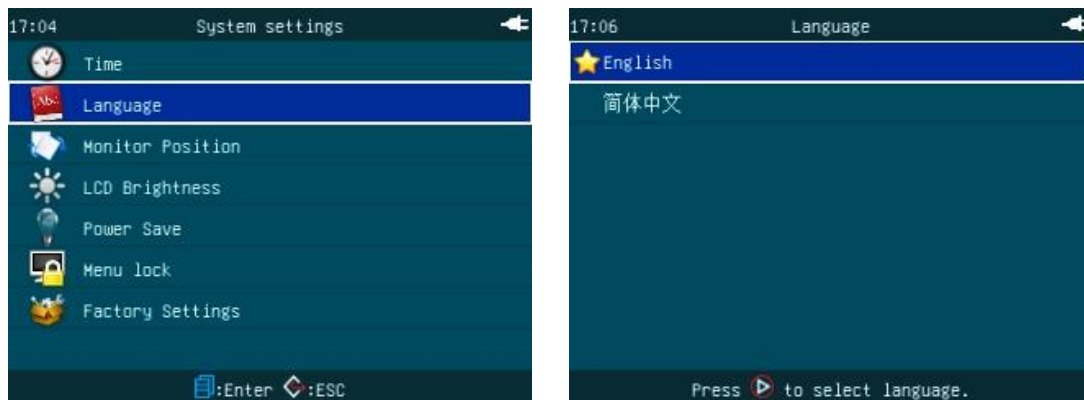 17:04 System settings
Time
Abc
Language
Monitor Position
LCD Brightness
Power Save
Menu lock
Factory Settings
:Enter :ESC
17:06 Language
English
简体中文
Press to select language.